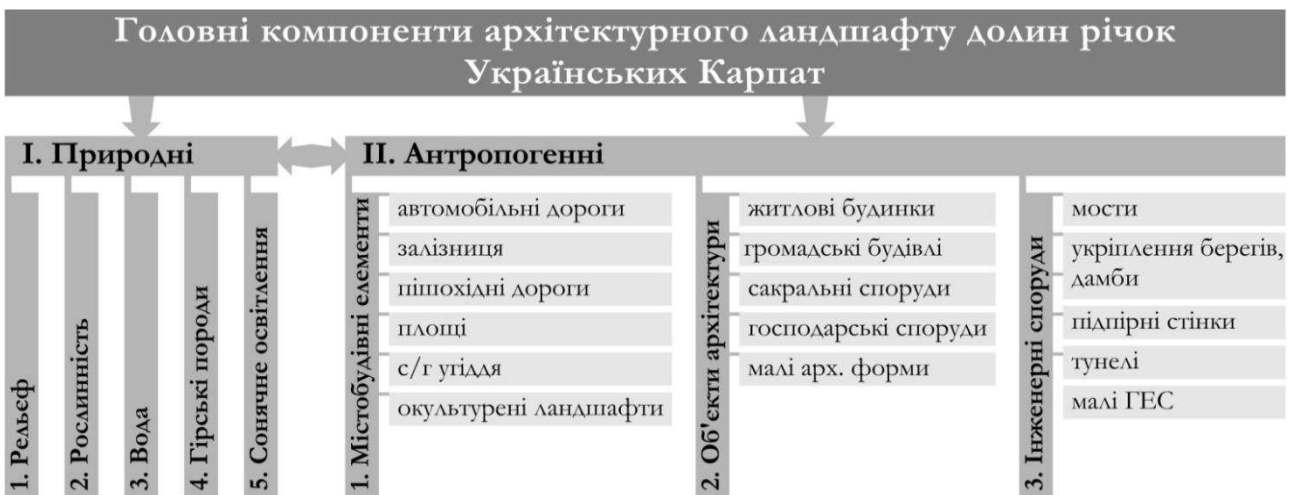 Головні компоненти архітектурного ландшафту долин річок
Українських Карпат
І. Природні
1. Рельєф
2. Рослинність
3. Вода
4. Гірські породи
5. Сонячне освітлення
ІІ. Антропогенні
1. Містобудівні елементи
автомобільні дороги
залізниця
пішохідні дороги
площі
с/г угіддя
окультурені ландшафти
2. Об'єкти архітектури
житлові будинки
громадські будівлі
сакральні споруди
господарські споруди
малі арх. форми
3. Інженерні споруди
мости
укріплення берегів,
дамби
підпірні стінки
тунелі
малі ГЕС